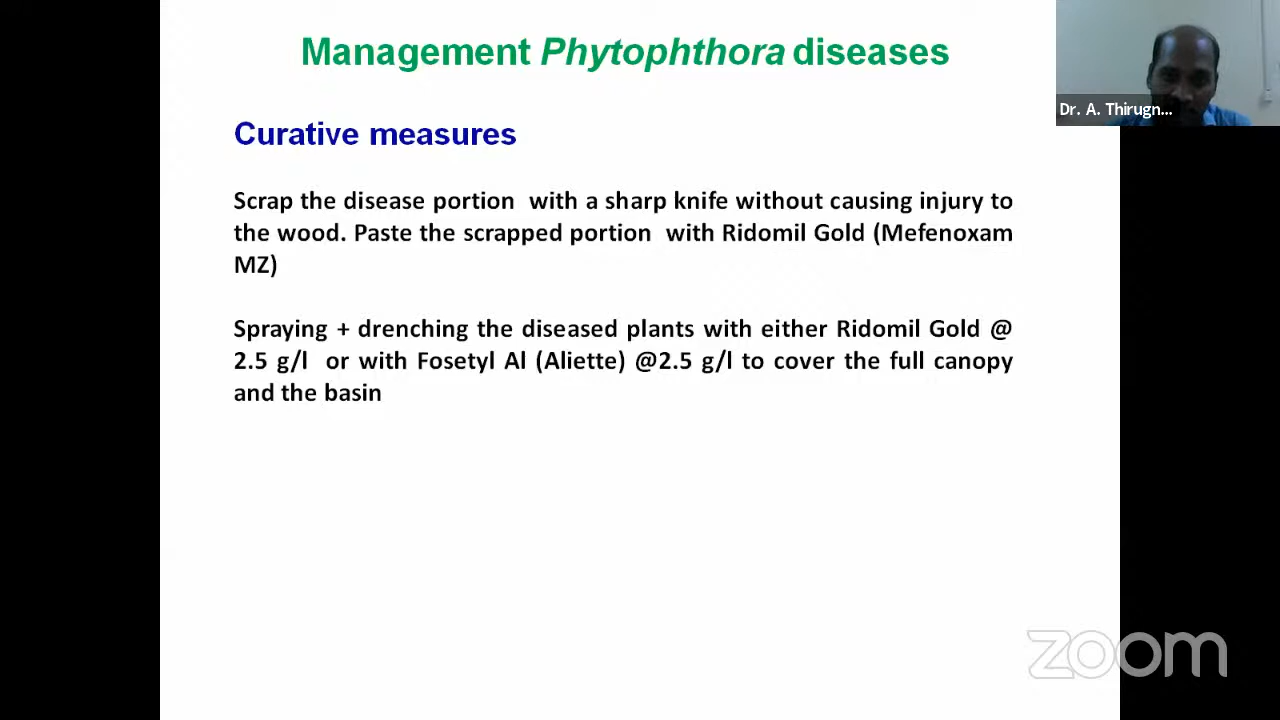 Management Phytophthora diseases
Dr. A. Thirugn...
Curative measures
Scrap the disease portion with a sharp knife without causing injury to
the wood. Paste the scrapped portion with Ridomil Gold (Mefenoxam
MZ)
Spraying + drenching the diseased plants with either Ridomil Gold @
2.5 g/l or with Fosetyl Al (Aliette) @2.5 g/l to cover the full canopy
and the basin
zoom